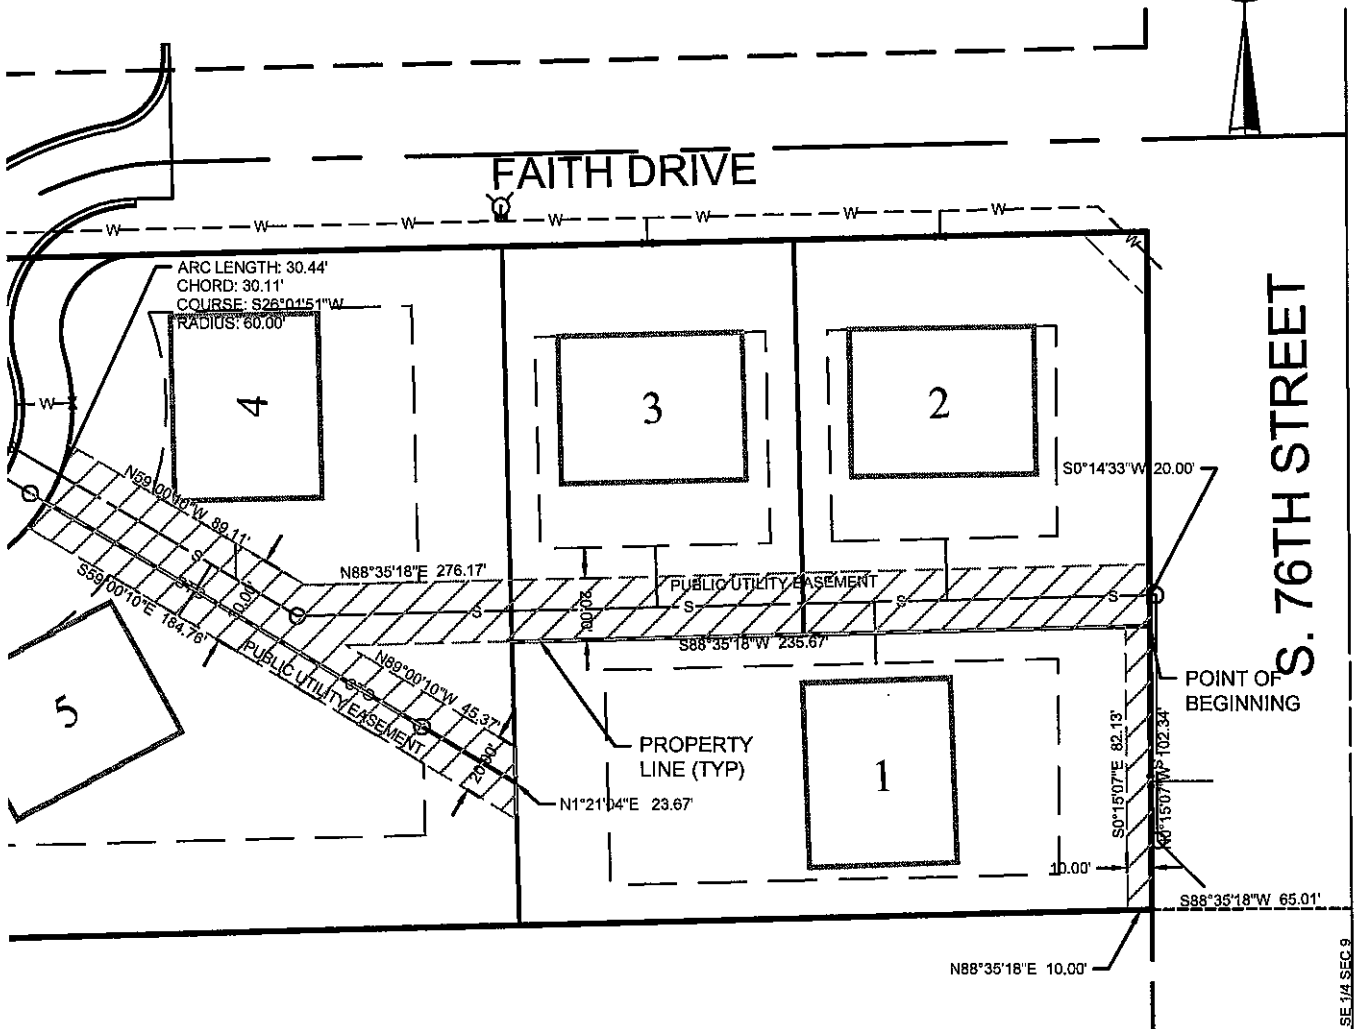 FAITH DRIVE
W W W W W W W W
ARC LENGTH: 30.44'
CHORD: 30.11'
COURSE: S26°01'51"W
RADIUS: 60.00'
W
4
3
2
S0°14'33"W 20.00'
S. 76TH STREET
N59°00'10"W 89.11'
N88°35'18"E 276.17'
PUBLIC UTILITY EASEMENT
S
S
S
S
S
20.00'
S59°00'10"E 184.76'
S88°35'18"W 235.67'
PUBLIC UTILITY EASEMENT
N89°00'10"W 45.37'
5
PROPERTY
LINE (TYP)
POINT OF
BEGINNING
20.00'
1
N1°21'04"E 23.67'
S0°15'07"E 82.13'
N0°15'07"W 102.34'
10.00'
S88°35'18"W 65.01'
N88°35'18"E 10.00'
SE 1/4 SEC 9